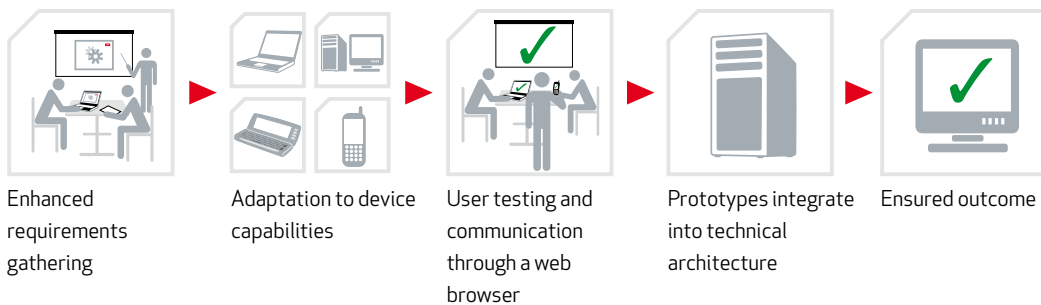 Enhanced
requirements
gathering
Adaptation to device
capabilities
User testing and
communication
through a web
browser
Prototypes integrate
into technical
architecture
Ensured outcome